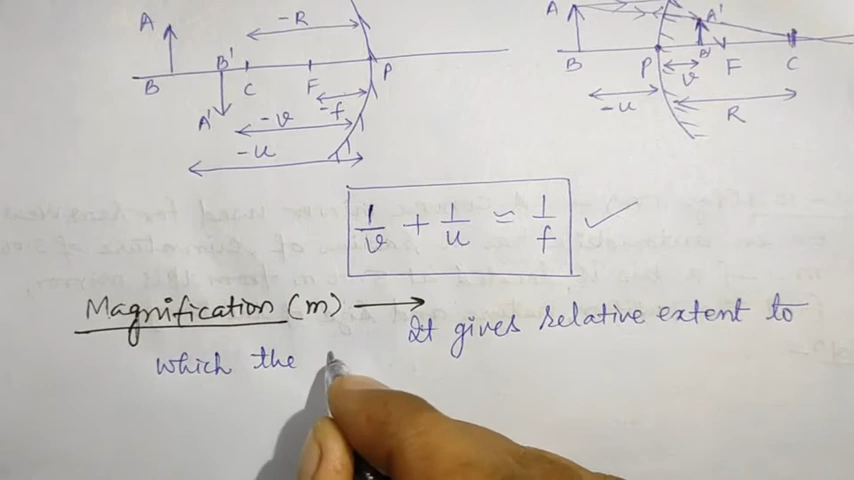 A
-R
B
B'
C
F
P
A'
-f
-v
-u
A
A'
B
P
B'
F
C
v
-u
R
1/v + 1/u = 1/f
Magnification (m) → It gives relative extent to
which the